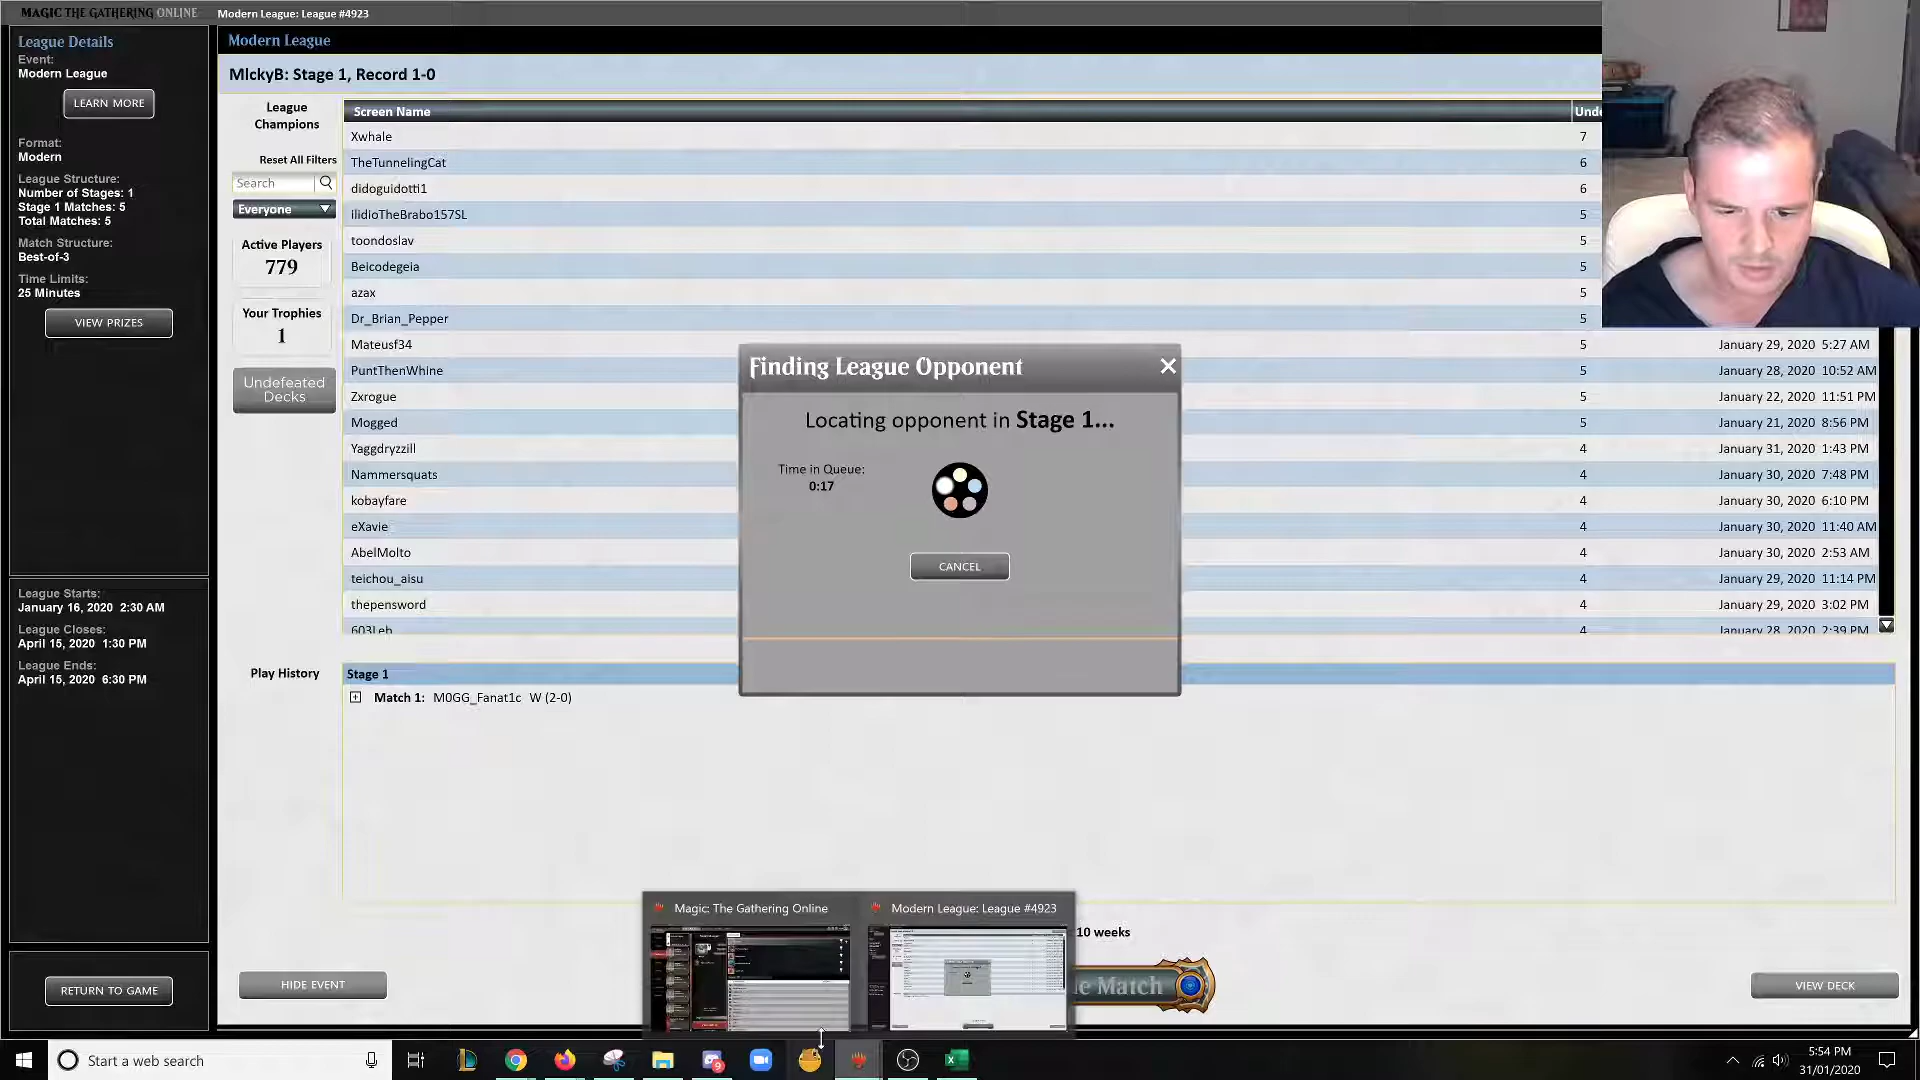 MAGIC THE GATHERING ONLINE
Modern League: League #4923
League Details
Event:
Modern League
LEARN MORE
Format:
Modern
League Structure:
Number of Stages: 1
Stage 1 Matches: 5
Total Matches: 5
Match Structure:
Best-of-3
Time Limits:
25 Minutes
VIEW PRIZES
League Starts:
January 16, 2020 2:30 AM
League Closes:
April 15, 2020 1:30 PM
League Ends:
April 15, 2020 6:30 PM
RETURN TO GAME
Modern League
MIckyB: Stage 1, Record 1-0
League
Champions
Reset All Filters
Search
Everyone
Active Players
779
Your Trophies
1
Undefeated
Decks
Screen Name Unde
Xwhale 7
TheTunnelingCat 6
didoguidotti1 6
IlidioTheBrabo157SL 5
toondoslav 5
Beicodegeia 5
azax 5
Dr_Brian_Pepper 5
Mateusf34 5 January 29, 2020 5:27 AM
PuntThenWhine 5 January 28, 2020 10:52 AM
Zxrogue 5 January 22, 2020 11:51 PM
Mogged 5 January 21, 2020 8:56 PM
Yaggdryzzill 4 January 31, 2020 1:43 PM
Nammersquats 4 January 30, 2020 7:48 PM
kobayfare 4 January 30, 2020 6:10 PM
eXavie 4 January 30, 2020 11:40 AM
AbelMolto 4 January 30, 2020 2:53 AM
teichou_aisu 4 January 29, 2020 11:14 PM
thepensword 4 January 29, 2020 3:02 PM
603Leb 4 January 28, 2020 2:39 PM
Finding League Opponent
Locating opponent in Stage 1...
Time in Queue:
0:17
CANCEL
Play History
Stage 1
Match 1: M0GG_Fanat1c W (2-0)
10 weeks
HIDE EVENT
le Match
VIEW DECK
Magic: The Gathering Online
Modern League: League #4923
Start a web search
9
5:54 PM
31/01/2020